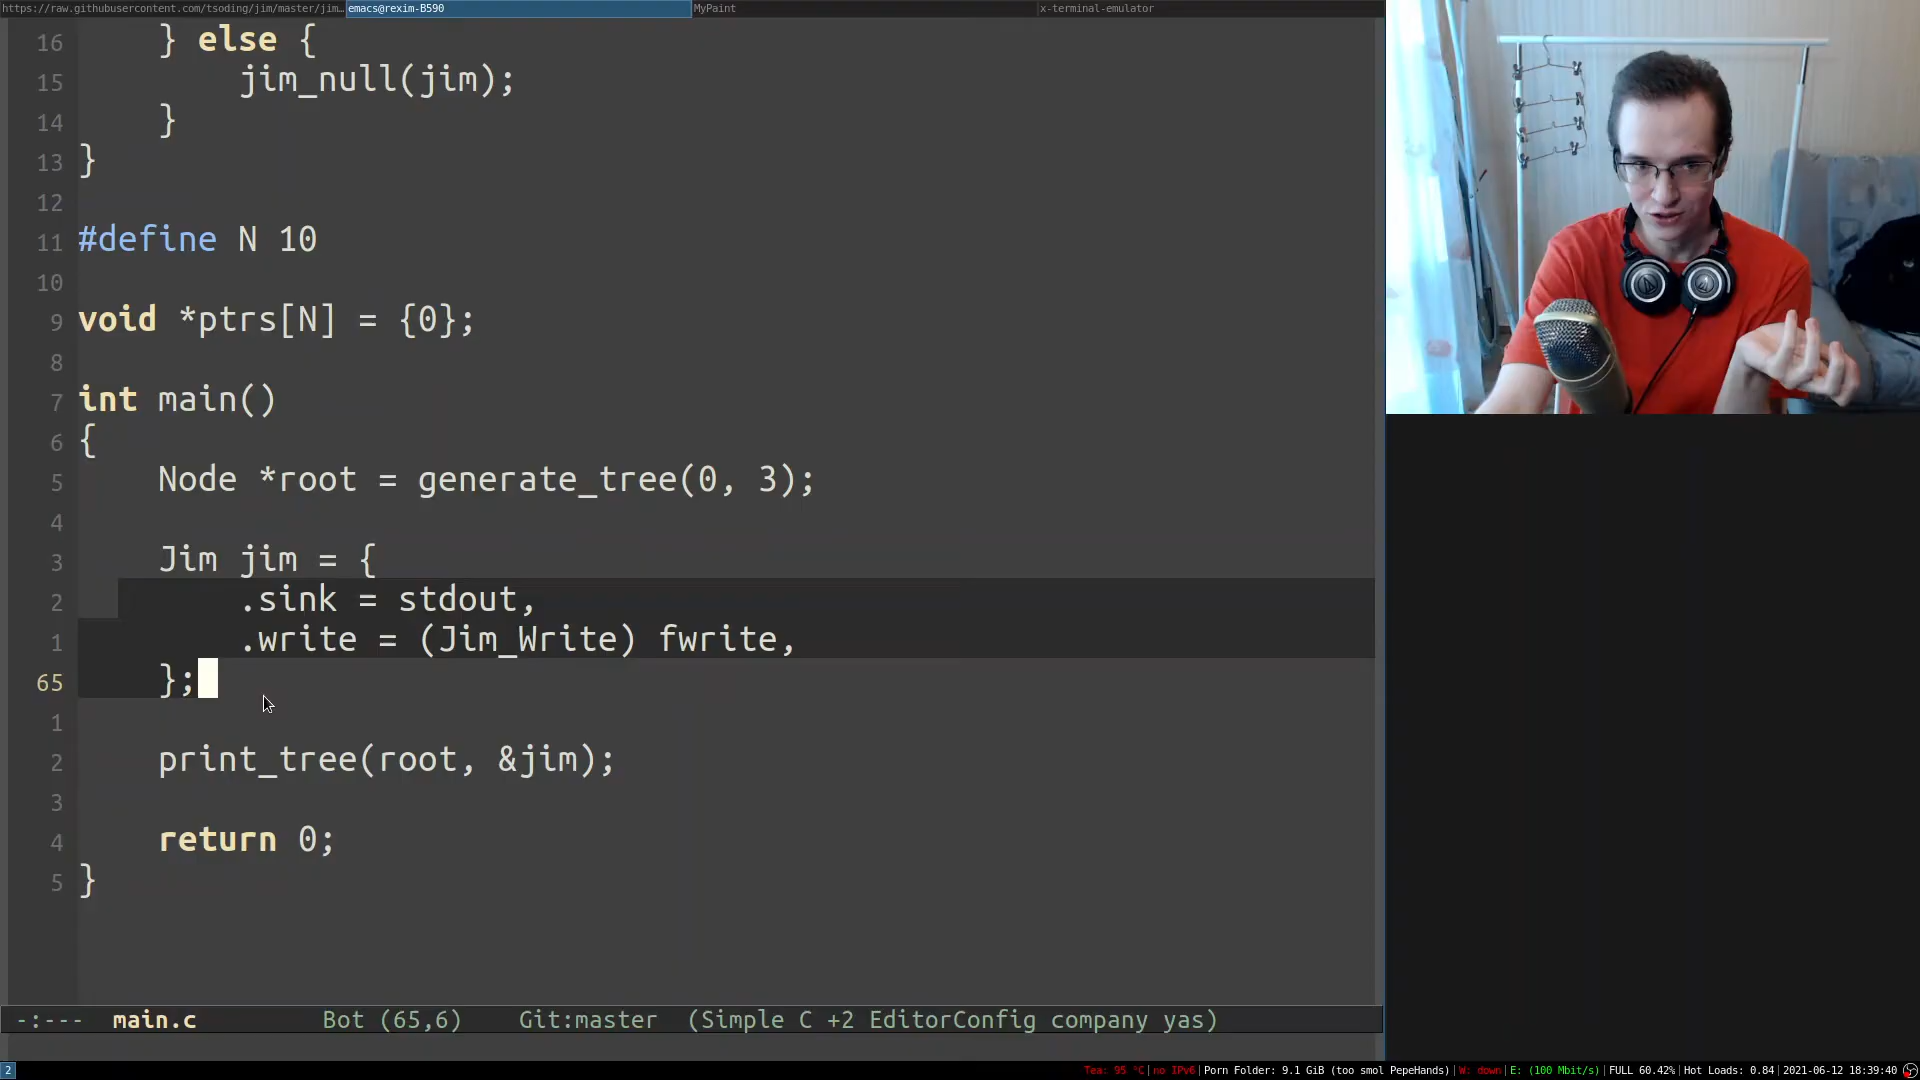 https://raw.githubusercontent.com/tsoding/jim/master/jim… emacs@rexim-B590 MyPaint x-terminal-emulator
16 } else {
15 jim_null(jim);
14 }
13 }
12
11 #define N 10
10
9 void *ptrs[N] = {0};
8
7 int main()
6 {
5 Node *root = generate_tree(0, 3);
4
3 Jim jim = {
2 .sink = stdout,
1 .write = (Jim_Write) fwrite,
65 };
1
2 print_tree(root, &jim);
3
4 return 0;
5 }
-:--- main.c Bot (65,6) Git:master (Simple C +2 EditorConfig company yas)
2 Tea: 95 °C|no IPv6|Porn Folder: 9.1 GiB (too smol PepeHands)|W: down|E: (100 Mbit/s)|FULL 60.42%|Hot Loads: 0.84|2021-06-12 18:39:40